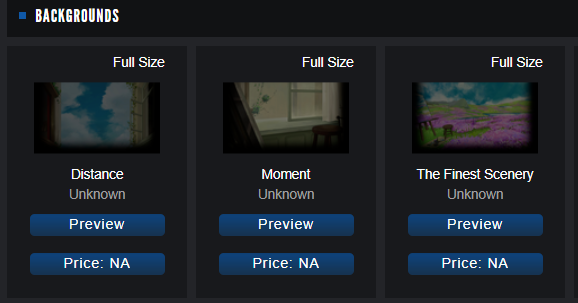 BACKGROUNDS
Full Size
Distance
Unknown
Preview
Price: NA
Full Size
Moment
Unknown
Preview
Price: NA
Full Size
The Finest Scenery
Unknown
Preview
Price: NA